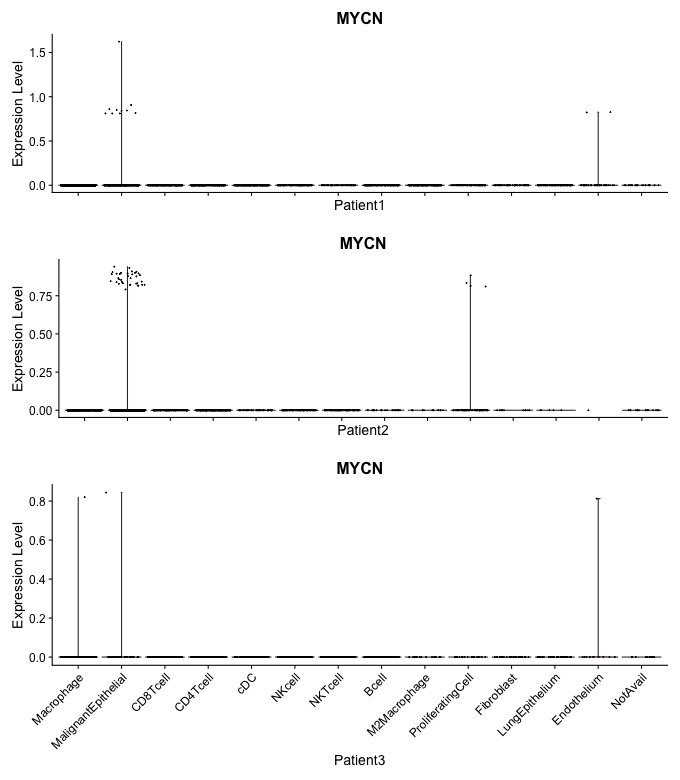 MYCN
Expression Level
1.5
1.0
0.5
0.0
Patient1
MYCN
Expression Level
0.75
0.50
0.25
0.00
Patient2
MYCN
Expression Level
0.8
0.6
0.4
0.2
0.0
Macrophage
MalignantEpithelial
CD8Tcell
CD4Tcell
cDC
NKcell
NKTcell
Bcell
M2Macrophage
ProliferatingCell
Fibroblast
LungEpithelium
Endothelium
NotAvail
Patient3